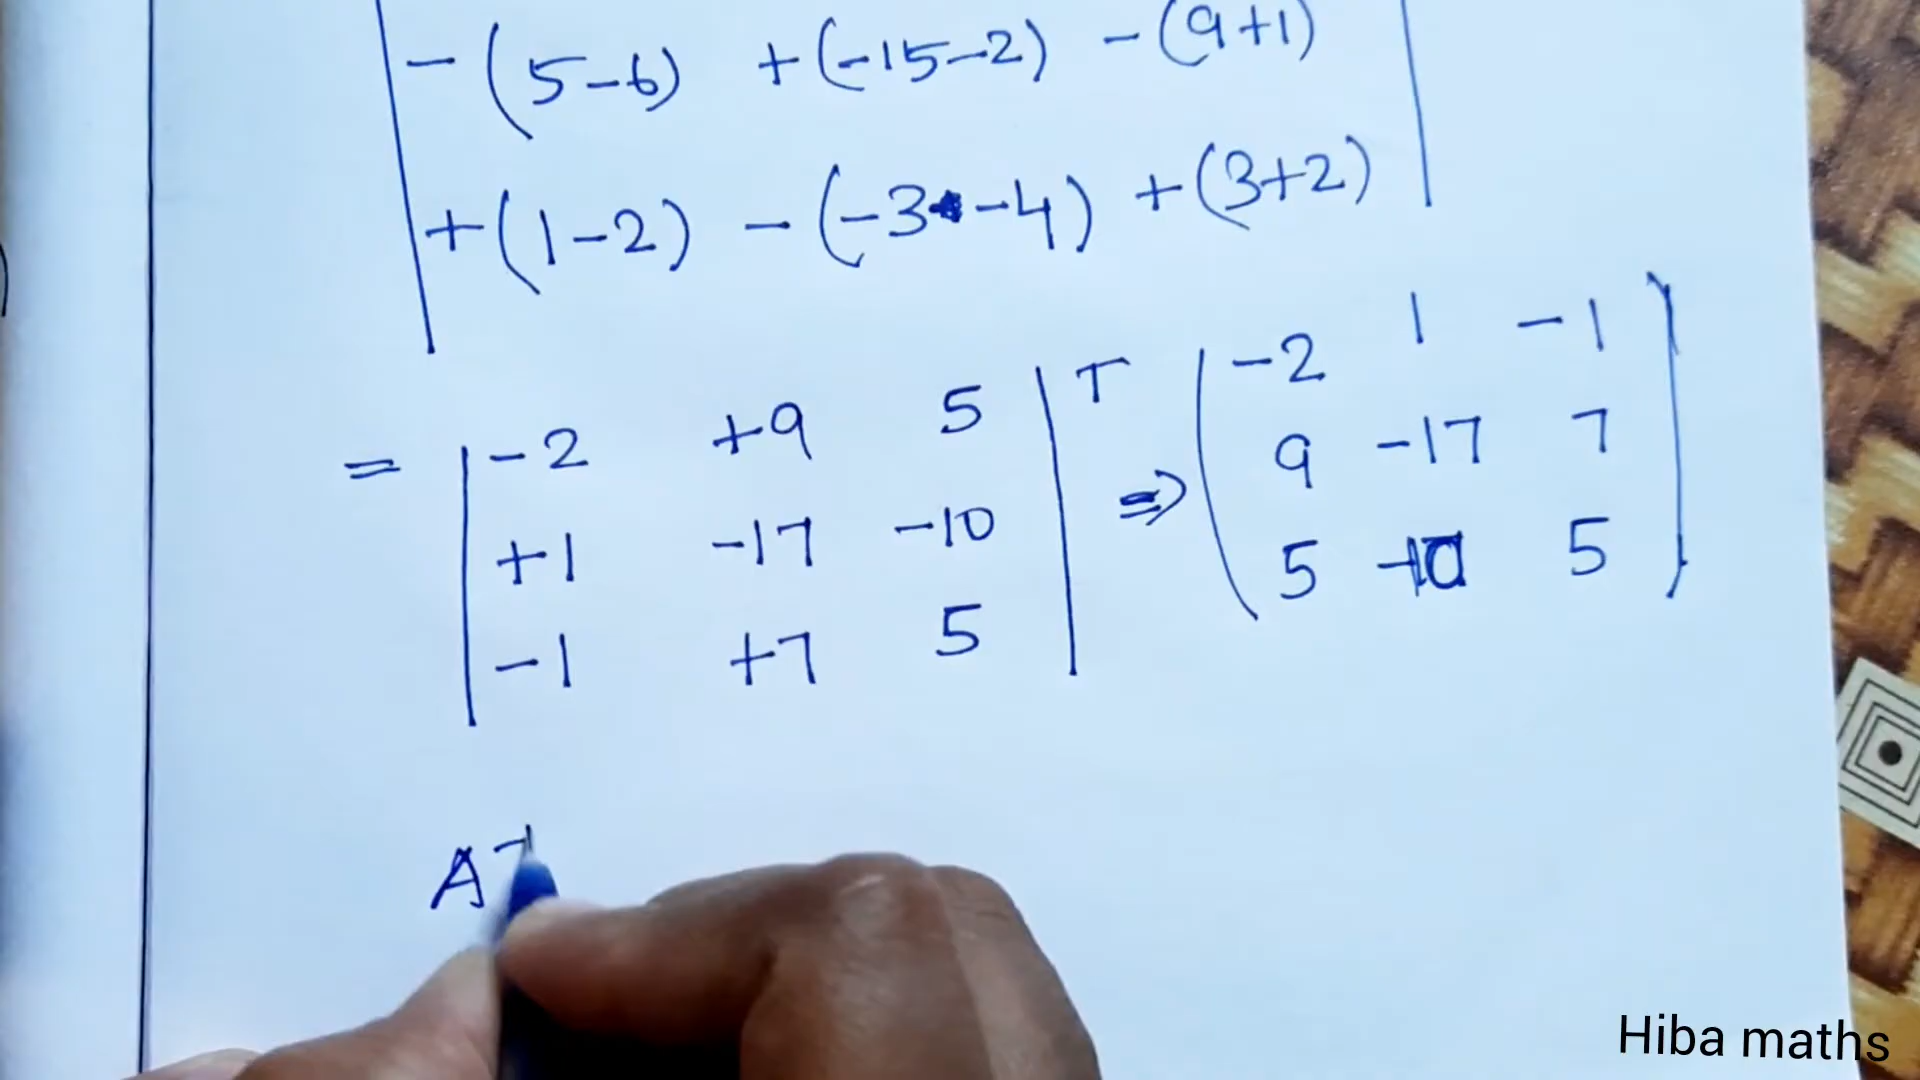 -(5-6) +(-15-2) -(9+1)
+(1-2) -(-3 -4) +(3+2)
= | -2 +9 5 | T ⇒ ( -2 1 -1 )
| +1 -17 -10 | ( 9 -17 7 )
| -1 +7 5 | ( 5 -10 5 )
A-1
Hiba maths